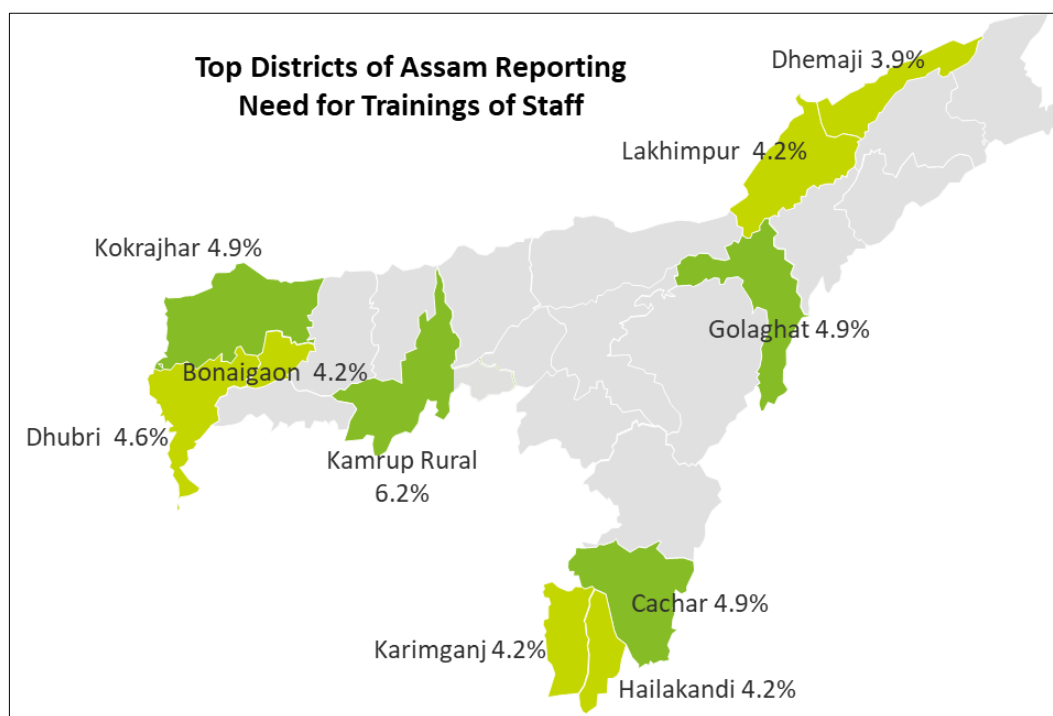 Top Districts of Assam Reporting
Need for Trainings of Staff
Dhemaji 3.9%
Lakhimpur 4.2%
Kokrajhar 4.9%
Golaghat 4.9%
Bonaigaon 4.2%
Dhubri 4.6%
Kamrup Rural
6.2%
Cachar 4.9%
Karimganj 4.2%
Hailakandi 4.2%